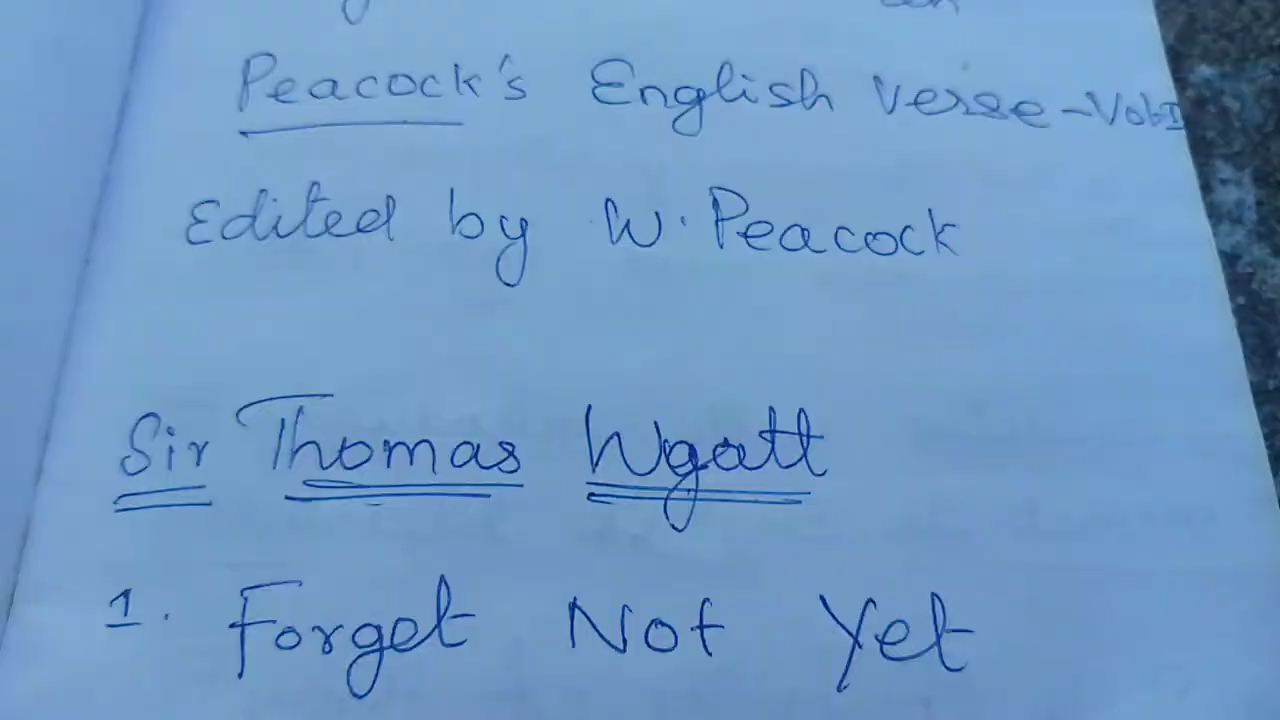 Peacock's English Verse - Vol-I
Edited by W. Peacock
Sir Thomas Wyatt
1. Forget Not Yet